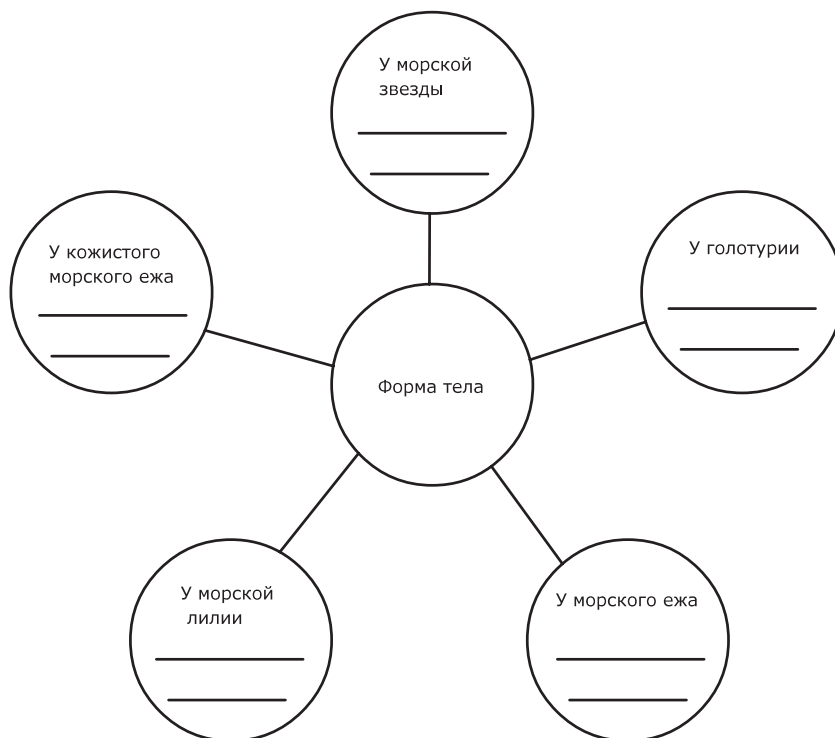 У морской
звезды
У кожистого
морского ежа
У голотурии
Форма тела
У морской
лилии
У морского ежа